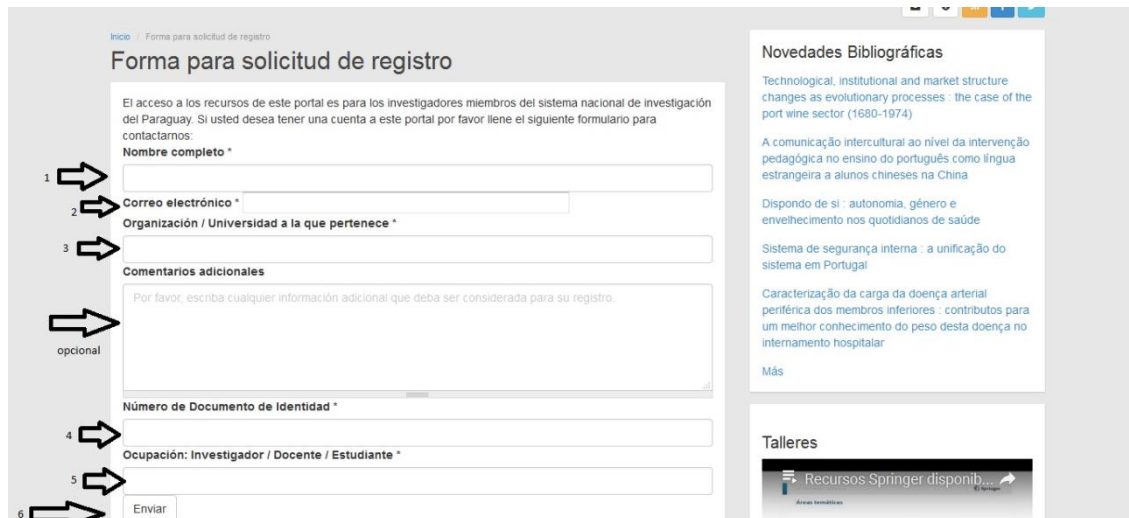 Inicio / Forma para solicitud de registro
Forma para solicitud de registro
El acceso a los recursos de este portal es para los investigadores miembros del sistema nacional de investigación
del Paraguay. Si usted desea tener una cuenta a este portal por favor llene el siguiente formulario para
contactarnos:
Nombre completo *
1
Correo electrónico *
2
Organización / Universidad a la que pertenece *
3
Comentarios adicionales
Por favor, escriba cualquier información adicional que deba ser considerada para su registro.
opcional
Número de Documento de Identidad *
4
Ocupación: Investigador / Docente / Estudiante *
5
6
Enviar
Novedades Bibliográficas
Technological, institutional and market structure
changes as evolutionary processes : the case of the
port wine sector (1680-1974)
A comunicação intercultural ao nível da intervenção
pedagógica no ensino do português como língua
estrangeira a alunos chineses na China
Dispondo de si : autonomia, género e
envelhecimento nos quotidianos de saúde
Sistema de segurança interna : a unificação do
sistema em Portugal
Caracterização da carga da doença arterial
periférica dos membros inferiores : contributos para
um melhor conhecimento do peso desta doença no
internamento hospitalar
Más
Talleres
Recursos Springer disponib...
Springer
Áreas temáticas